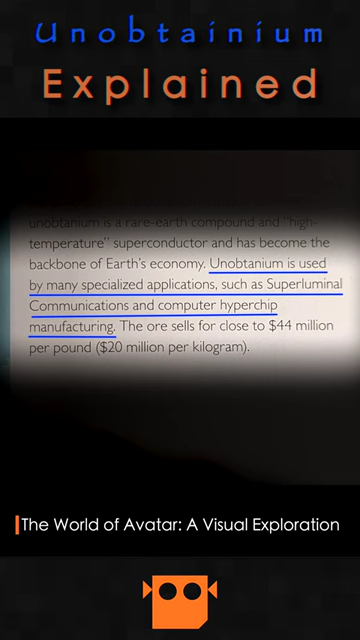 Unobtainium
Explained
unobtanium is a rare-earth compound and "high-
temperature" superconductor and has become the
backbone of Earth's economy. Unobtanium is used
by many specialized applications, such as Superluminal
Communications and computer hyperchip
manufacturing. The ore sells for close to $44 million
per pound ($20 million per kilogram).
The World of Avatar: A Visual Exploration